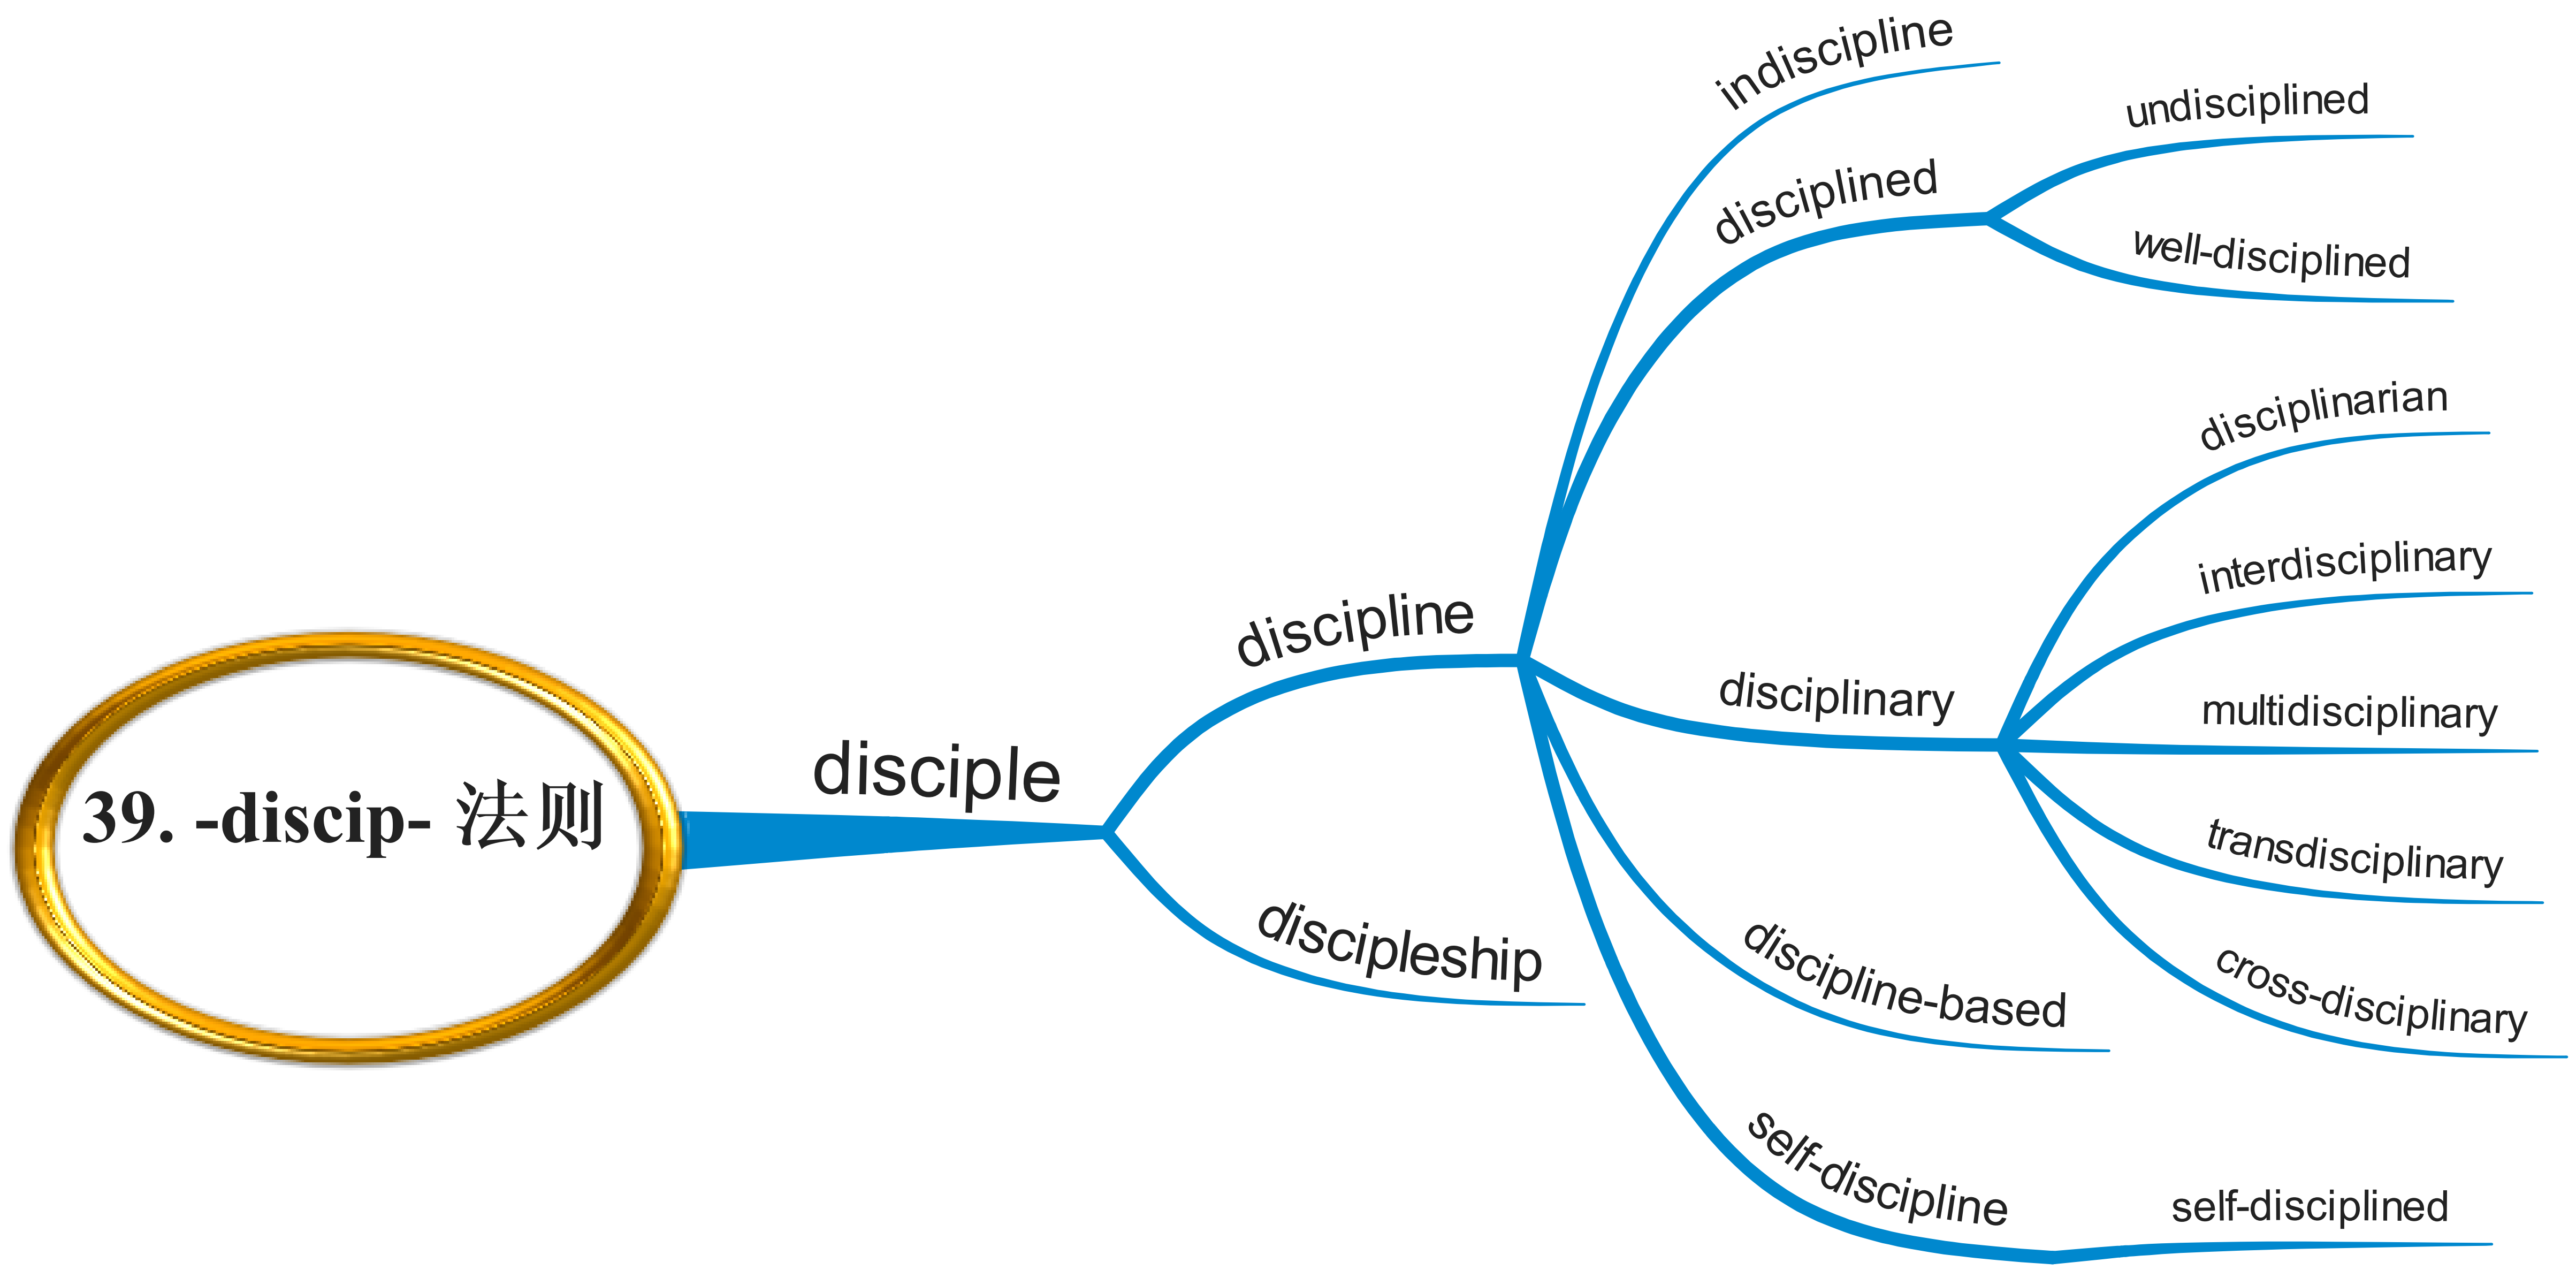 39. -discip- 法则
disciple
discipline
indiscipline
disciplined
undisciplined
well-disciplined
disciplinary
disciplinarian
interdisciplinary
multidisciplinary
transdisciplinary
cross-disciplinary
discipline-based
self-discipline
self-disciplined
discipleship